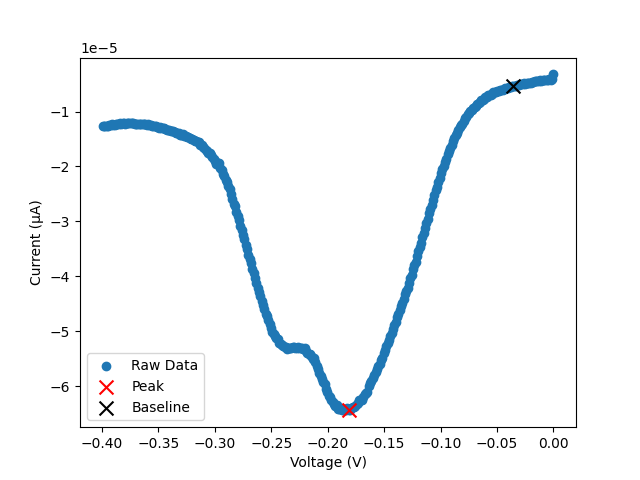 1e−5
−1
−2
−3
−4
−5
−6
Current (μA)
Raw Data
Peak
Baseline
−0.40 −0.35 −0.30 −0.25 −0.20 −0.15 −0.10 −0.05 0.00
Voltage (V)